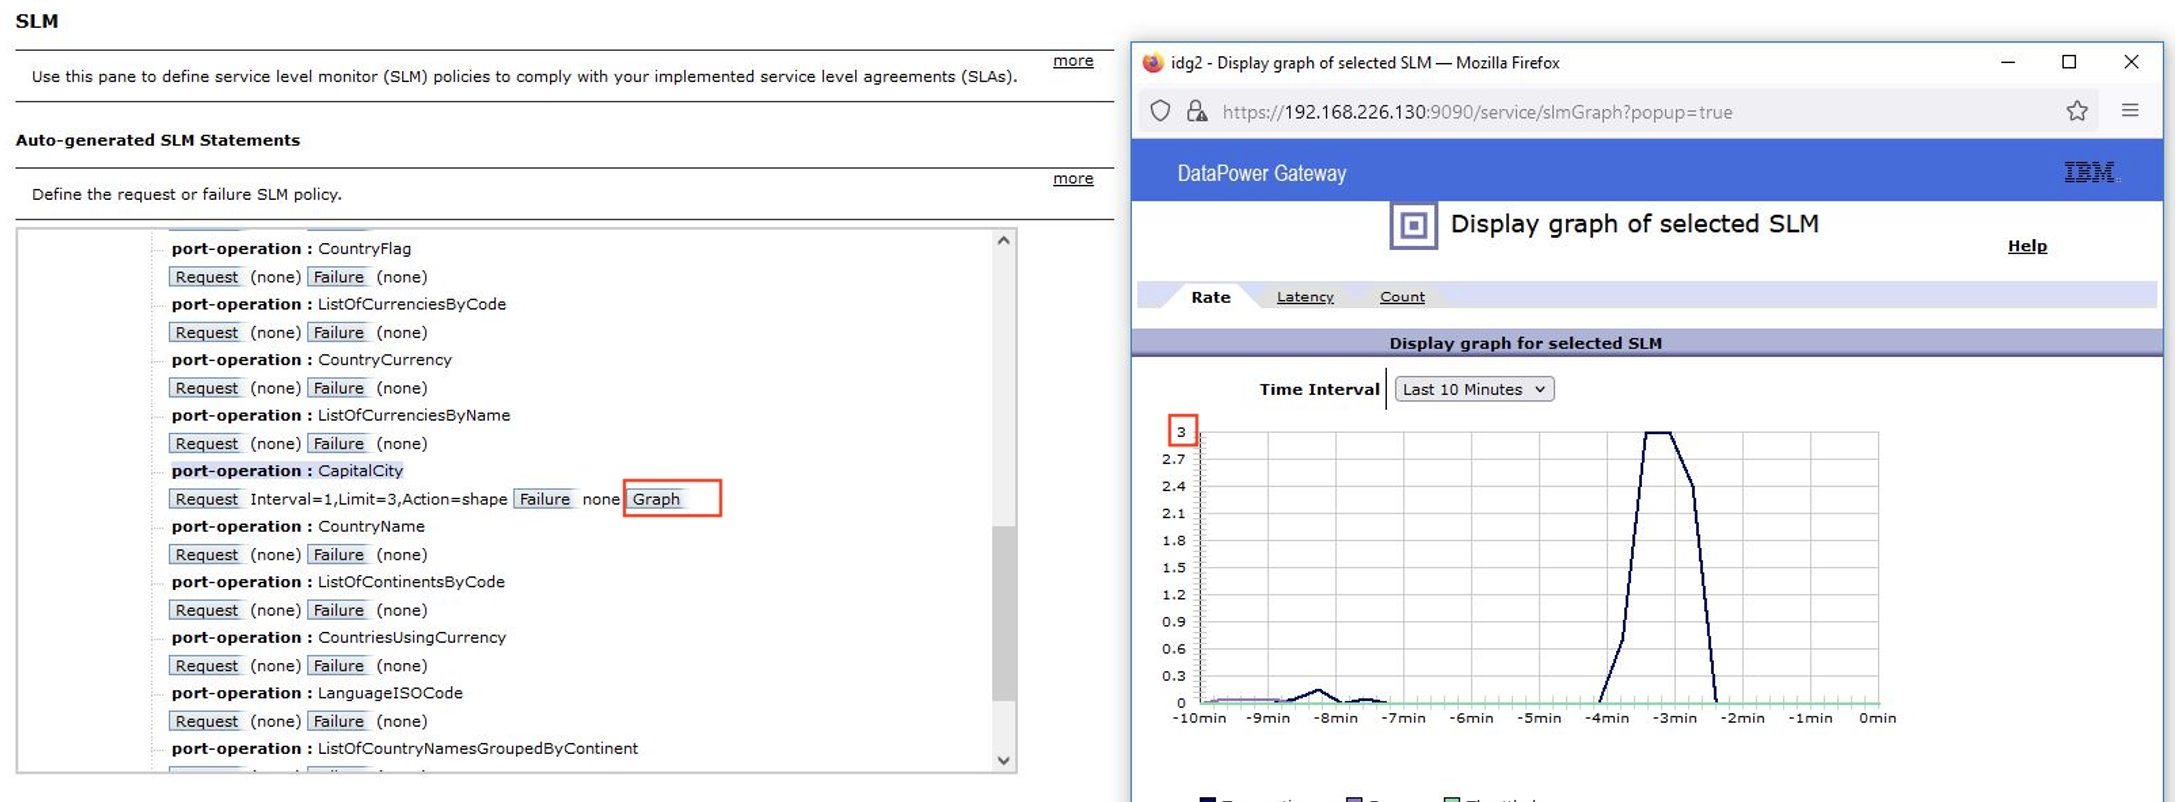 SLM
more
Use this pane to define service level monitor (SLM) policies to comply with your implemented service level agreements (SLAs).
Auto-generated SLM Statements
more
Define the request or failure SLM policy.
port-operation : CountryFlag
Request (none) Failure (none)
port-operation : ListOfCurrenciesByCode
Request (none) Failure (none)
port-operation : CountryCurrency
Request (none) Failure (none)
port-operation : ListOfCurrenciesByName
Request (none) Failure (none)
port-operation : CapitalCity
Request Interval=1,Limit=3,Action=shape Failure none Graph
port-operation : CountryName
Request (none) Failure (none)
port-operation : ListOfContinentsByCode
Request (none) Failure (none)
port-operation : CountriesUsingCurrency
Request (none) Failure (none)
port-operation : LanguageISOCode
Request (none) Failure (none)
port-operation : ListOfCountryNamesGroupedByContinent
idg2 - Display graph of selected SLM — Mozilla Firefox
https://192.168.226.130:9090/service/slmGraph?popup=true
DataPower Gateway IBM
Display graph of selected SLM
Help
Rate Latency Count
Display graph for selected SLM
Time Interval Last 10 Minutes
3
2.7
2.4
2.1
1.8
1.5
1.2
0.9
0.6
0.3
0
-10min -9min -8min -7min -6min -5min -4min -3min -2min -1min 0min